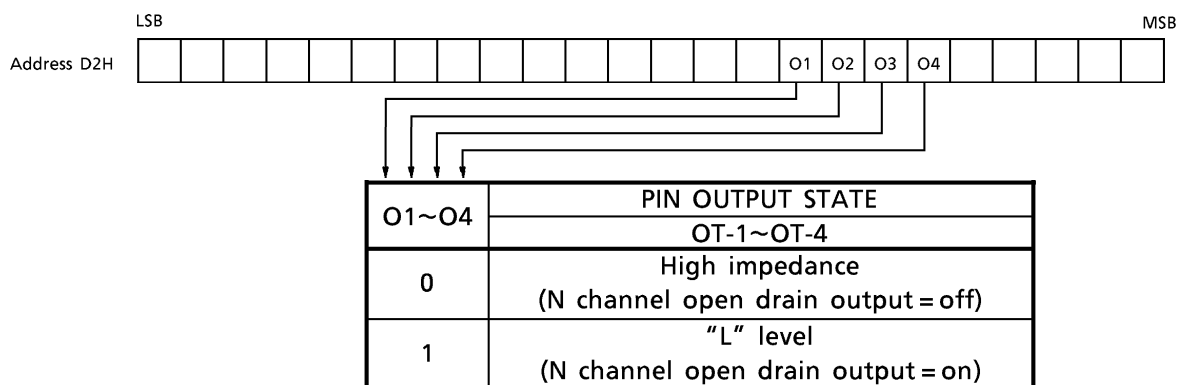 LSB MSB
Address D2H O1 O2 O3 O4
O1~O4 PIN OUTPUT STATE
OT-1~OT-4
0 High impedance
(N channel open drain output=off)
1 "L" level
(N channel open drain output=on)